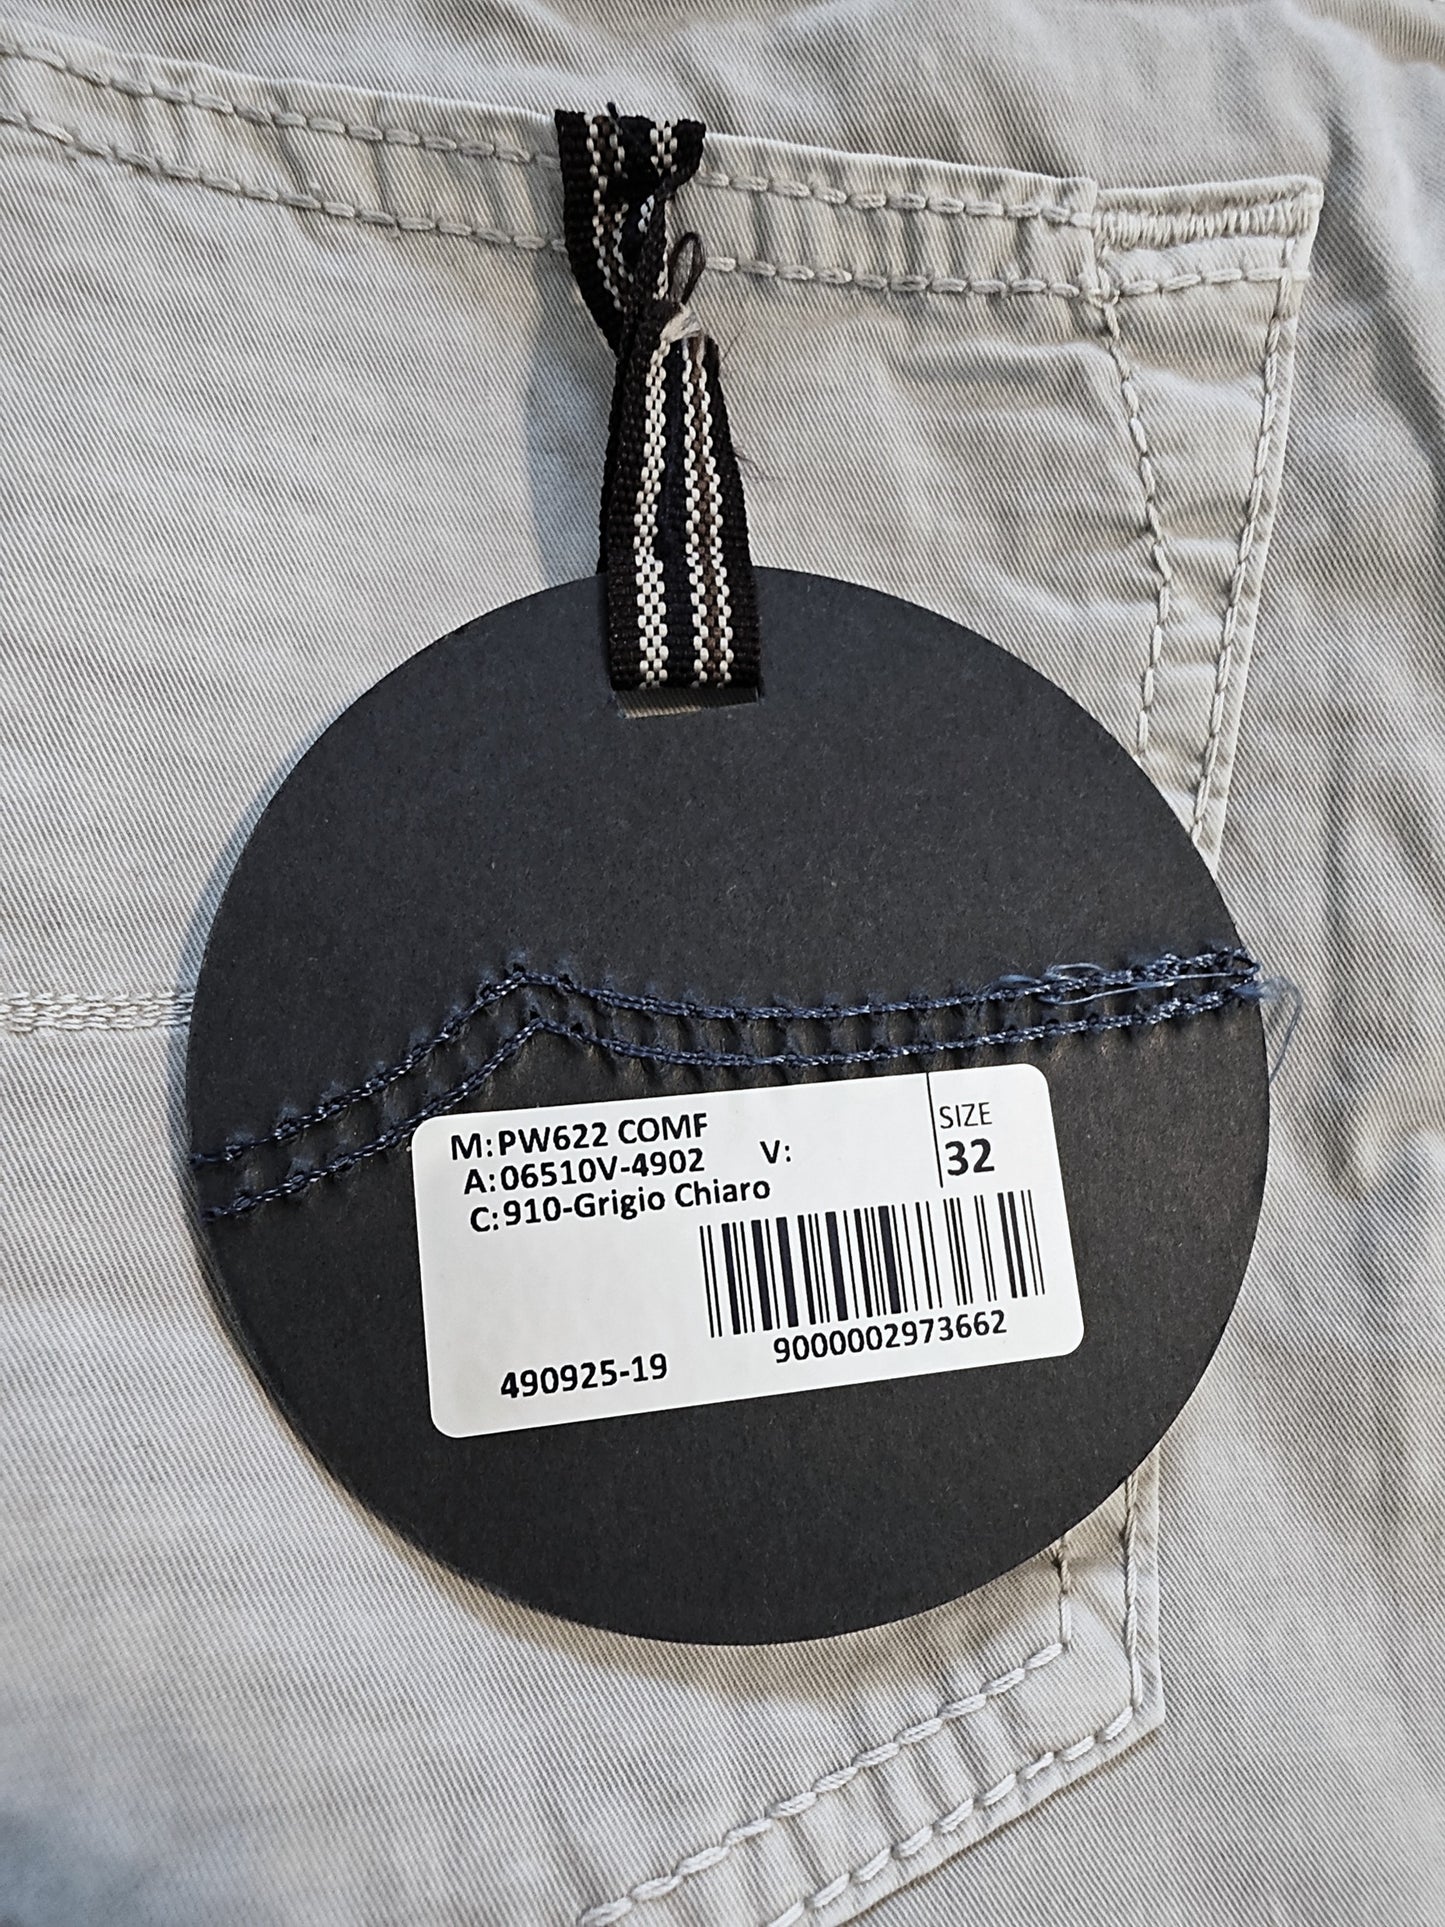 M: PW622 COMF
A: 06510V-4902 V:
C: 910-Grigio Chiaro
SIZE
32
9000002973662
490925-19